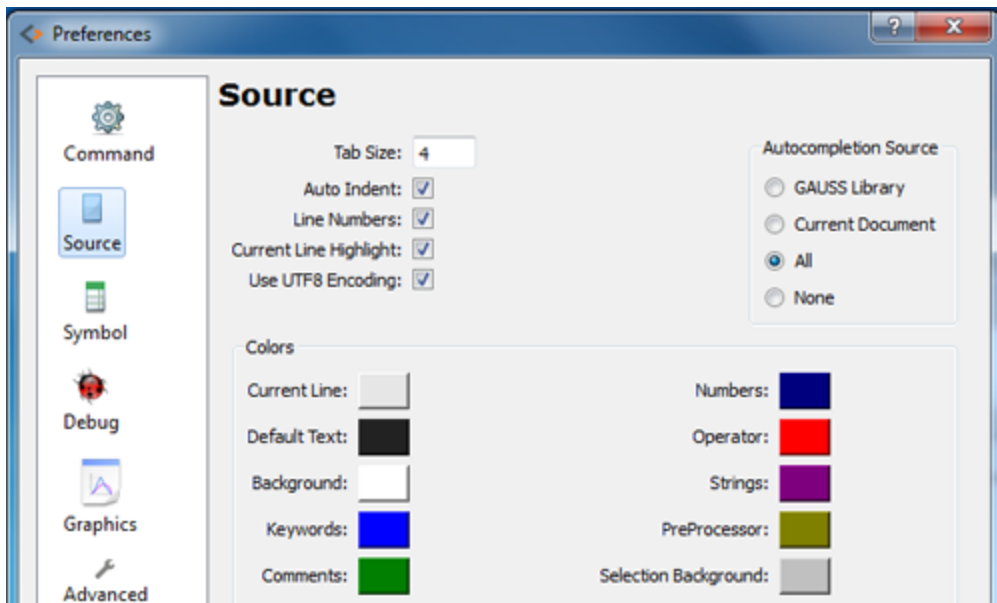 Preferences
?
X
Command
Source
Symbol
Debug
Graphics
Advanced
Source
Tab Size: 4
Auto Indent:
Line Numbers:
Current Line Highlight:
Use UTF8 Encoding:
Autocompletion Source
GAUSS Library
Current Document
All
None
Colors
Current Line:
Default Text:
Background:
Keywords:
Comments:
Numbers:
Operator:
Strings:
PreProcessor:
Selection Background: